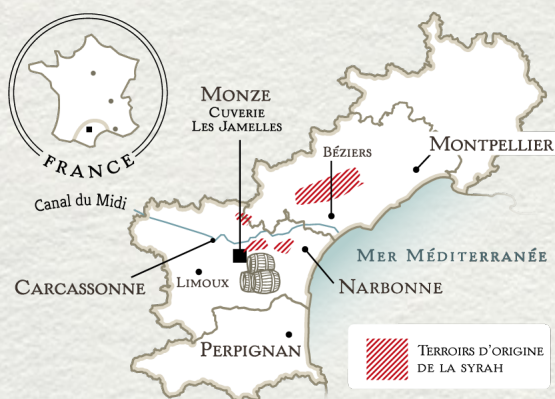 FRANCE
Canal du Midi
MONZE
CUVERIE
LES JAMELLES
BÉZIERS
MONTPELLIER
MER MÉDITERRANÉE
CARCASSONNE
LIMOUX
NARBONNE
PERPIGNAN
TERROIRS D'ORIGINE
DE LA SYRAH